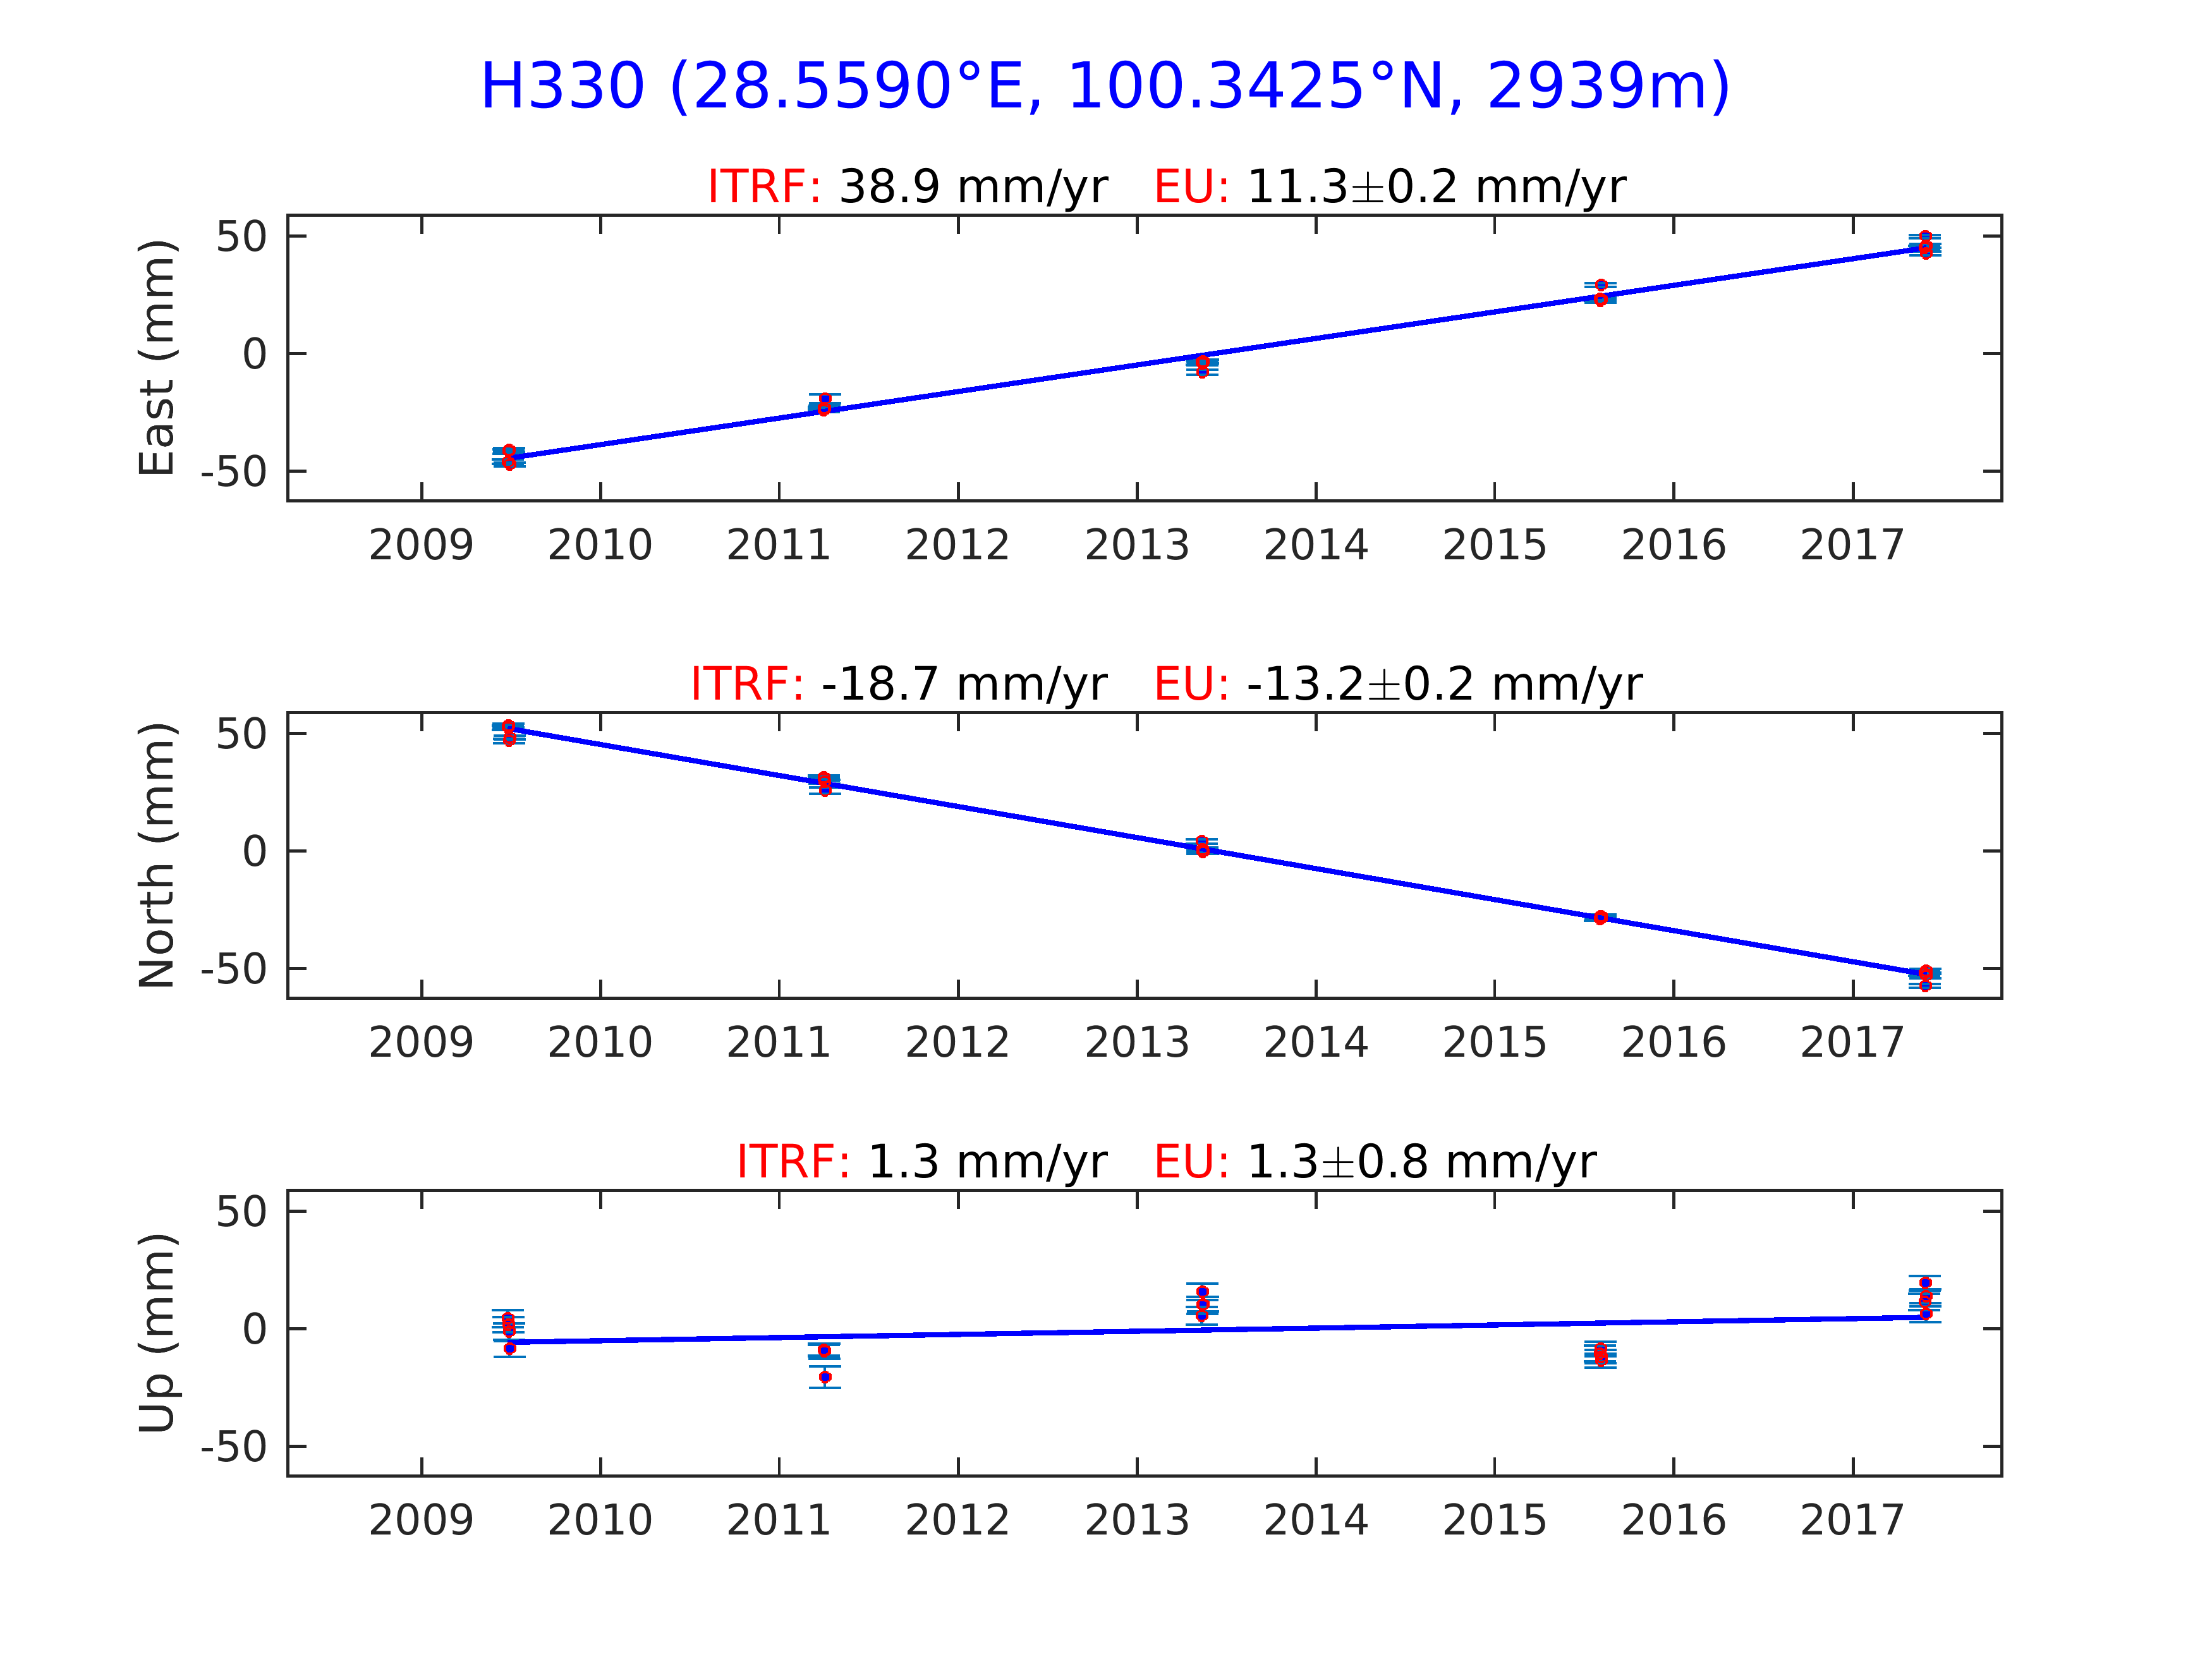 H330 (28.5590°E, 100.3425°N, 2939m)
ITRF: 38.9 mm/yr EU: 11.3±0.2 mm/yr
East (mm)
50
0
-50
2009 2010 2011 2012 2013 2014 2015 2016 2017
ITRF: -18.7 mm/yr EU: -13.2±0.2 mm/yr
North (mm)
50
0
-50
2009 2010 2011 2012 2013 2014 2015 2016 2017
ITRF: 1.3 mm/yr EU: 1.3±0.8 mm/yr
Up (mm)
50
0
-50
2009 2010 2011 2012 2013 2014 2015 2016 2017